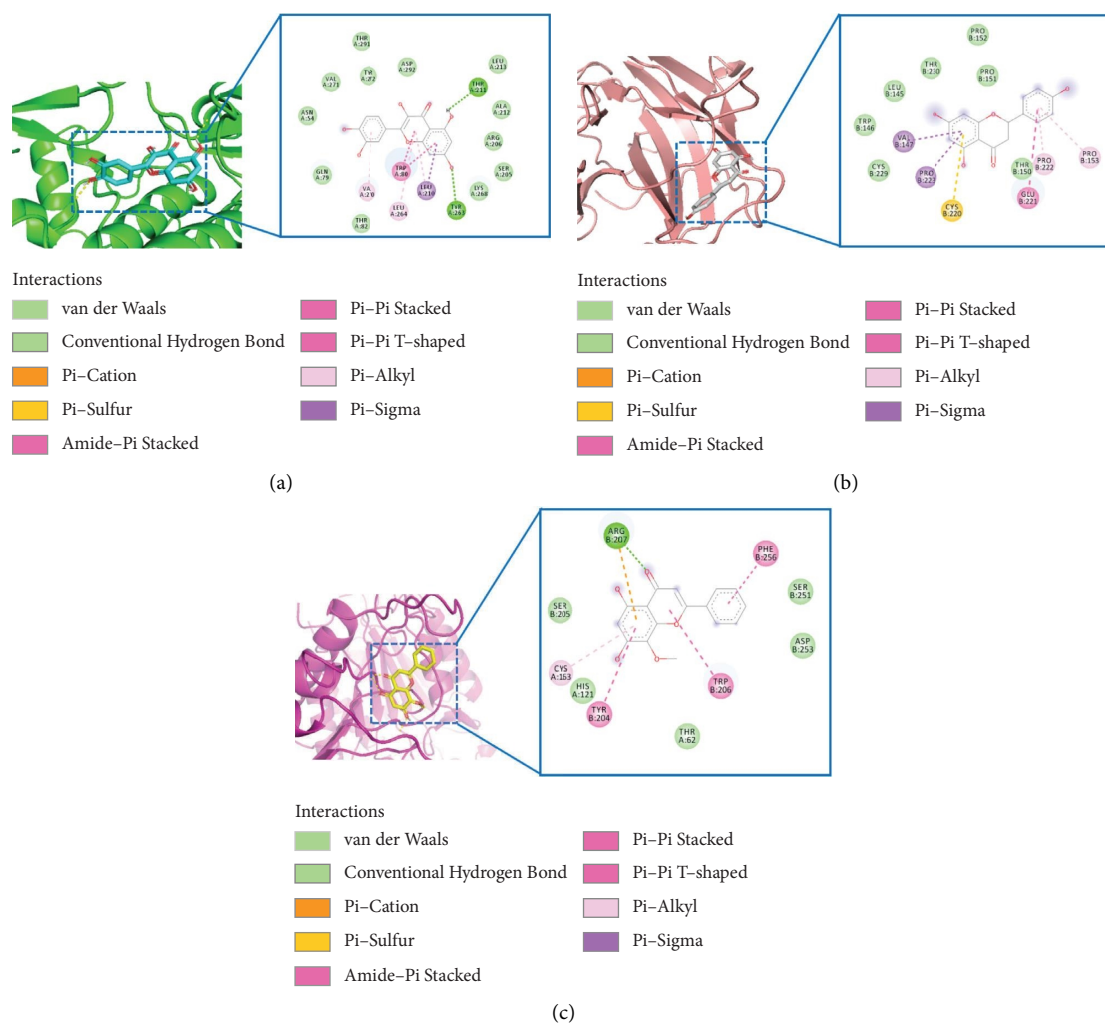 THR
A:291
VAL
A:271
ASP
A:292
LEU
A:213
THR
A:211
ASN
A:54
ALA
A:212
ARG
A:206
GLN
A:79
TRP
A:80
SER
A:205
LEU
A:210
LYS
A:268
LEU
A:264
A:263
THR
A:82
Interactions
van der Waals
Conventional Hydrogen Bond
Pi–Cation
Pi–Sulfur
Amide–Pi Stacked
Pi–Pi Stacked
Pi–Pi T–shaped
Pi–Alkyl
Pi–Sigma
(a)
PRO
B:152
PRO
B:151
LEU
B:145
TRP
B:146
VAL
B:147
CYS
B:229
PRO
B:227
THR
B:150
PRO
B:222
PRO
B:153
GLU
B:221
CYS
B:220
Interactions
van der Waals
Conventional Hydrogen Bond
Pi–Cation
Pi–Sulfur
Amide–Pi Stacked
Pi–Pi Stacked
Pi–Pi T–shaped
Pi–Alkyl
Pi–Sigma
(b)
ARG
B:207
PHE
B:256
SER
B:251
SER
B:205
ASP
B:253
CYS
A:163
HIS
A:121
TYR
B:204
TRP
B:206
THR
A:62
Interactions
van der Waals
Conventional Hydrogen Bond
Pi–Cation
Pi–Sulfur
Amide–Pi Stacked
Pi–Pi Stacked
Pi–Pi T–shaped
Pi–Alkyl
Pi–Sigma
(c)